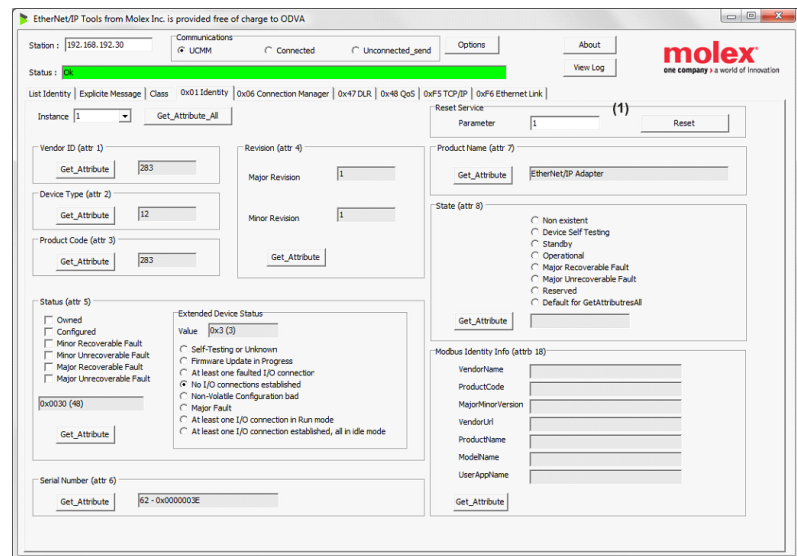 EtherNet/IP Tools from Molex Inc. is provided free of charge to ODVA
Station : 192.168.192.30
Communications
UCMM Connected Unconnected_send
Options
About
molex
one company > a world of innovation
Status : Ok
View Log
List Identity Explicite Message Class 0x01 Identity 0x06 Connection Manager 0x47 DLR 0x48 QoS 0xF5 TCP/IP 0xF6 Ethernet Link
Instance 1 Get_Attribute_All
Reset Service
Parameter 1 (1) Reset
Vendor ID (attr 1)
Get_Attribute 283
Device Type (attr 2)
Get_Attribute 12
Product Code (attr 3)
Get_Attribute 283
Revision (attr 4)
Major Revision 1
Minor Revision 1
Get_Attribute
Product Name (attr 7)
Get_Attribute EtherNet/IP Adapter
State (attr 8)
Non existent
Device Self Testing
Standby
Operational
Major Recoverable Fault
Major Unrecoverable Fault
Reserved
Default for GetAttributresAll
Get_Attribute
Status (attr 5)
Owned
Configured
Minor Recoverable Fault
Minor Unrecoverable Fault
Major Recoverable Fault
Major Unrecoverable Fault
0x0030 (48)
Get_Attribute
Extended Device Status
Value 0x3 (3)
Self-Testing or Unknown
Firmware Update in Progress
At least one faulted I/O connectior
No I/O connections established
Non-Volatile Configuration bad
Major Fault
At least one I/O connection in Run mode
At least one I/O connection established, all in idle mode
Modbus Identity Info (attrb 18)
VendorName
ProductCode
MajorMinorVersion
VendorUrl
ProductName
ModelName
UserAppName
Get_Attribute
Serial Number (attr 6)
Get_Attribute 62 - 0x0000003E